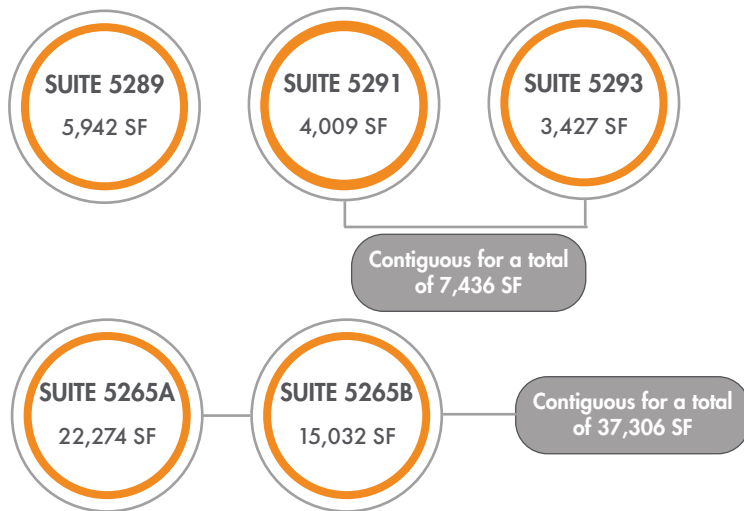 SUITE 5289
5,942 SF
SUITE 5291
4,009 SF
SUITE 5293
3,427 SF
Contiguous for a total
of 7,436 SF
SUITE 5265A
22,274 SF
SUITE 5265B
15,032 SF
Contiguous for a total
of 37,306 SF